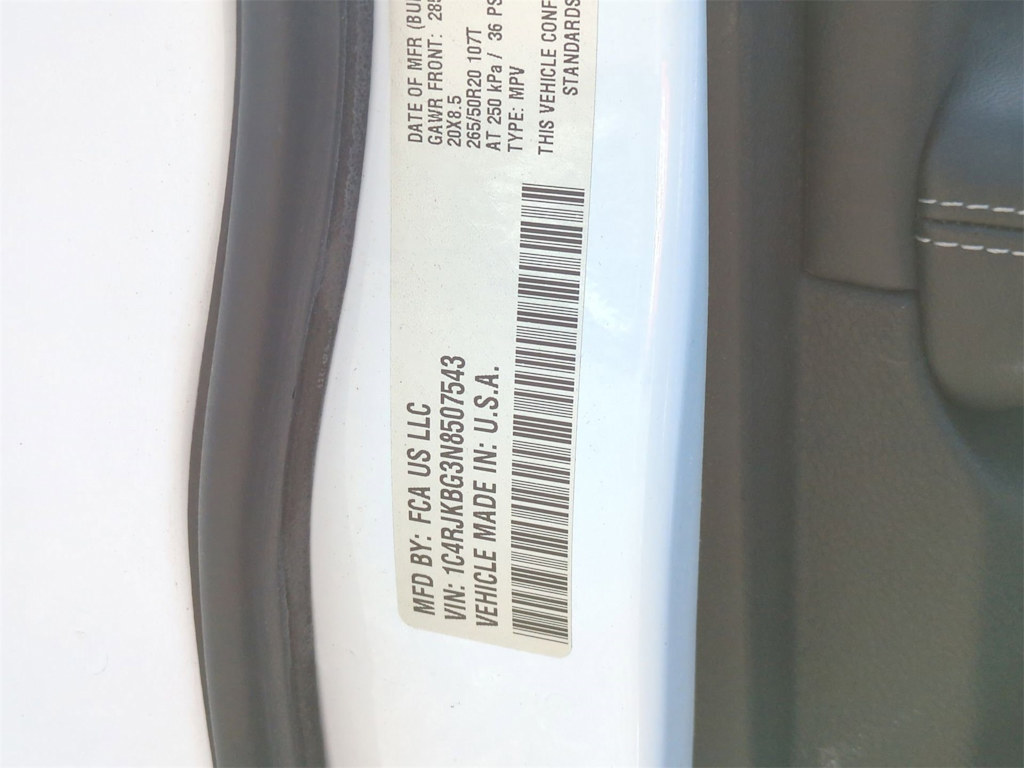 MFD BY: FCA US LLC
VIN: 1C4RJKBG3N8507543
VEHICLE MADE IN: U.S.A.
DATE OF MFR
GAWR FRONT:
20X8.5
265/50R20 107T
AT 250 kPa / 36
TYPE: MPV
THIS VEHICLE
STANDARDS